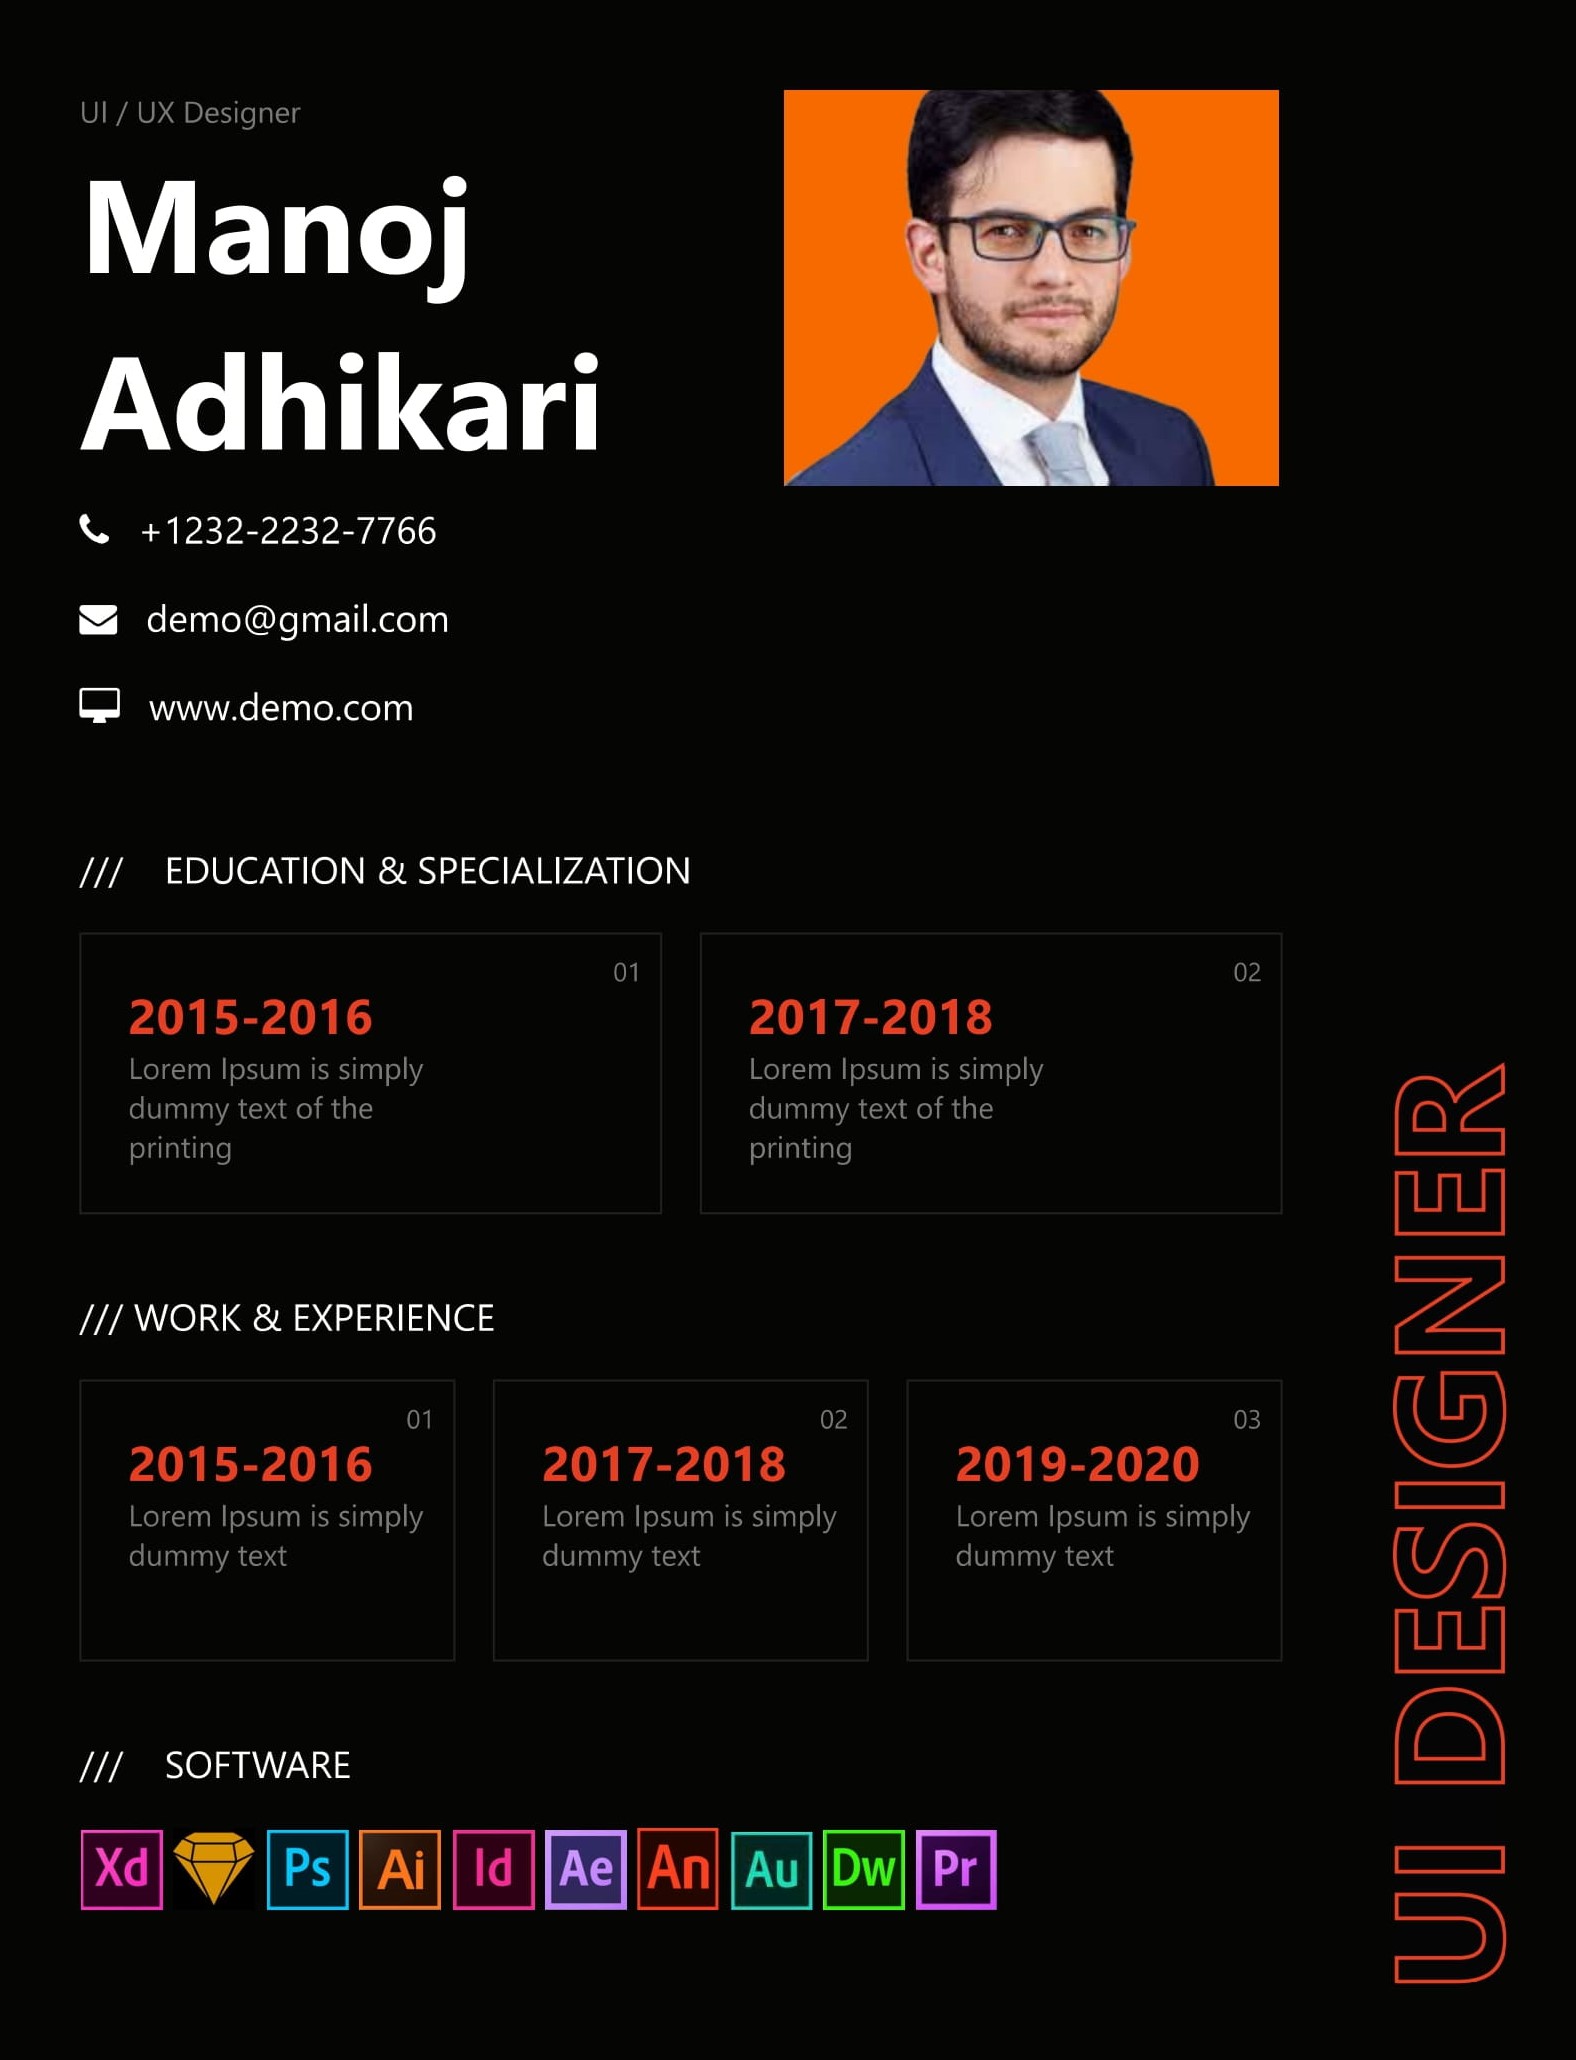 UI / UX Designer
Manoj
Adhikari
+1232-2232-7766
demo@gmail.com
www.demo.com
/// EDUCATION & SPECIALIZATION
01
2015-2016
Lorem Ipsum is simply
dummy text of the
printing
02
2017-2018
Lorem Ipsum is simply
dummy text of the
printing
/// WORK & EXPERIENCE
01
2015-2016
Lorem Ipsum is simply
dummy text
02
2017-2018
Lorem Ipsum is simply
dummy text
03
2019-2020
Lorem Ipsum is simply
dummy text
/// SOFTWARE
Xd Ps Ai Id Ae An Au Dw Pr
UI DESIGNER